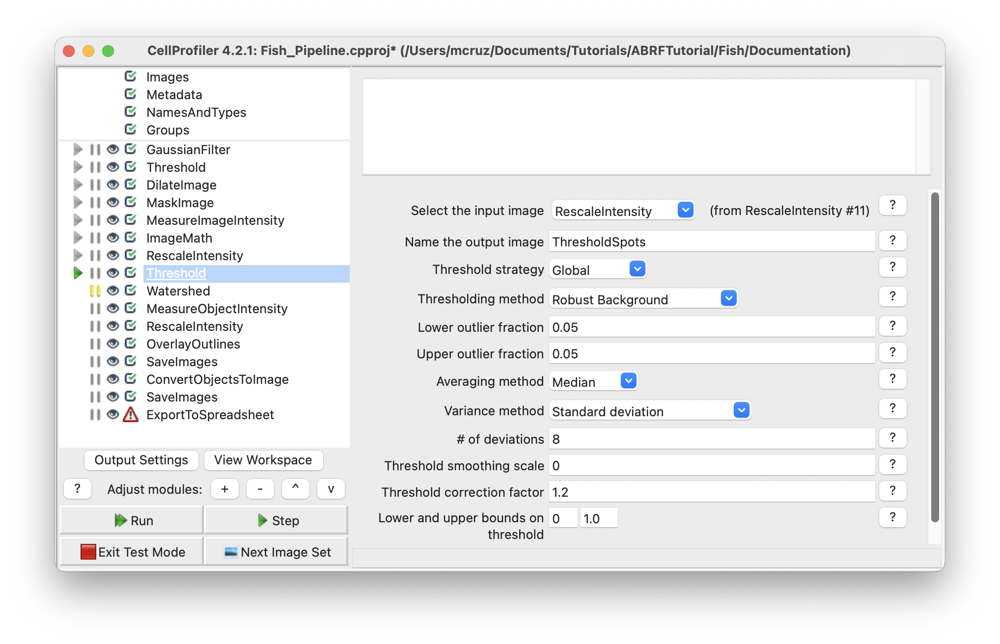 CellProfiler 4.2.1: Fish_Pipeline.cpproj* (/Users/mcruz/Documents/Tutorials/ABRFTutorial/Fish/Documentation)
Images
Metadata
NamesAndTypes
Groups
GaussianFilter
Threshold
DilateImage
MaskImage
MeasureImageIntensity
ImageMath
RescaleIntensity
Threshold
Watershed
MeasureObjectIntensity
RescaleIntensity
OverlayOutlines
SaveImages
ConvertObjectsToImage
SaveImages
ExportToSpreadsheet
Output Settings View Workspace
? Adjust modules: + - ^ v
Run Step
Exit Test Mode Next Image Set
Select the input image RescaleIntensity (from RescaleIntensity #11) ?
Name the output image ThresholdSpots ?
Threshold strategy Global ?
Thresholding method Robust Background ?
Lower outlier fraction 0.05 ?
Upper outlier fraction 0.05 ?
Averaging method Median ?
Variance method Standard deviation ?
# of deviations 8 ?
Threshold smoothing scale 0 ?
Threshold correction factor 1.2 ?
Lower and upper bounds on 0 1.0 ?
threshold